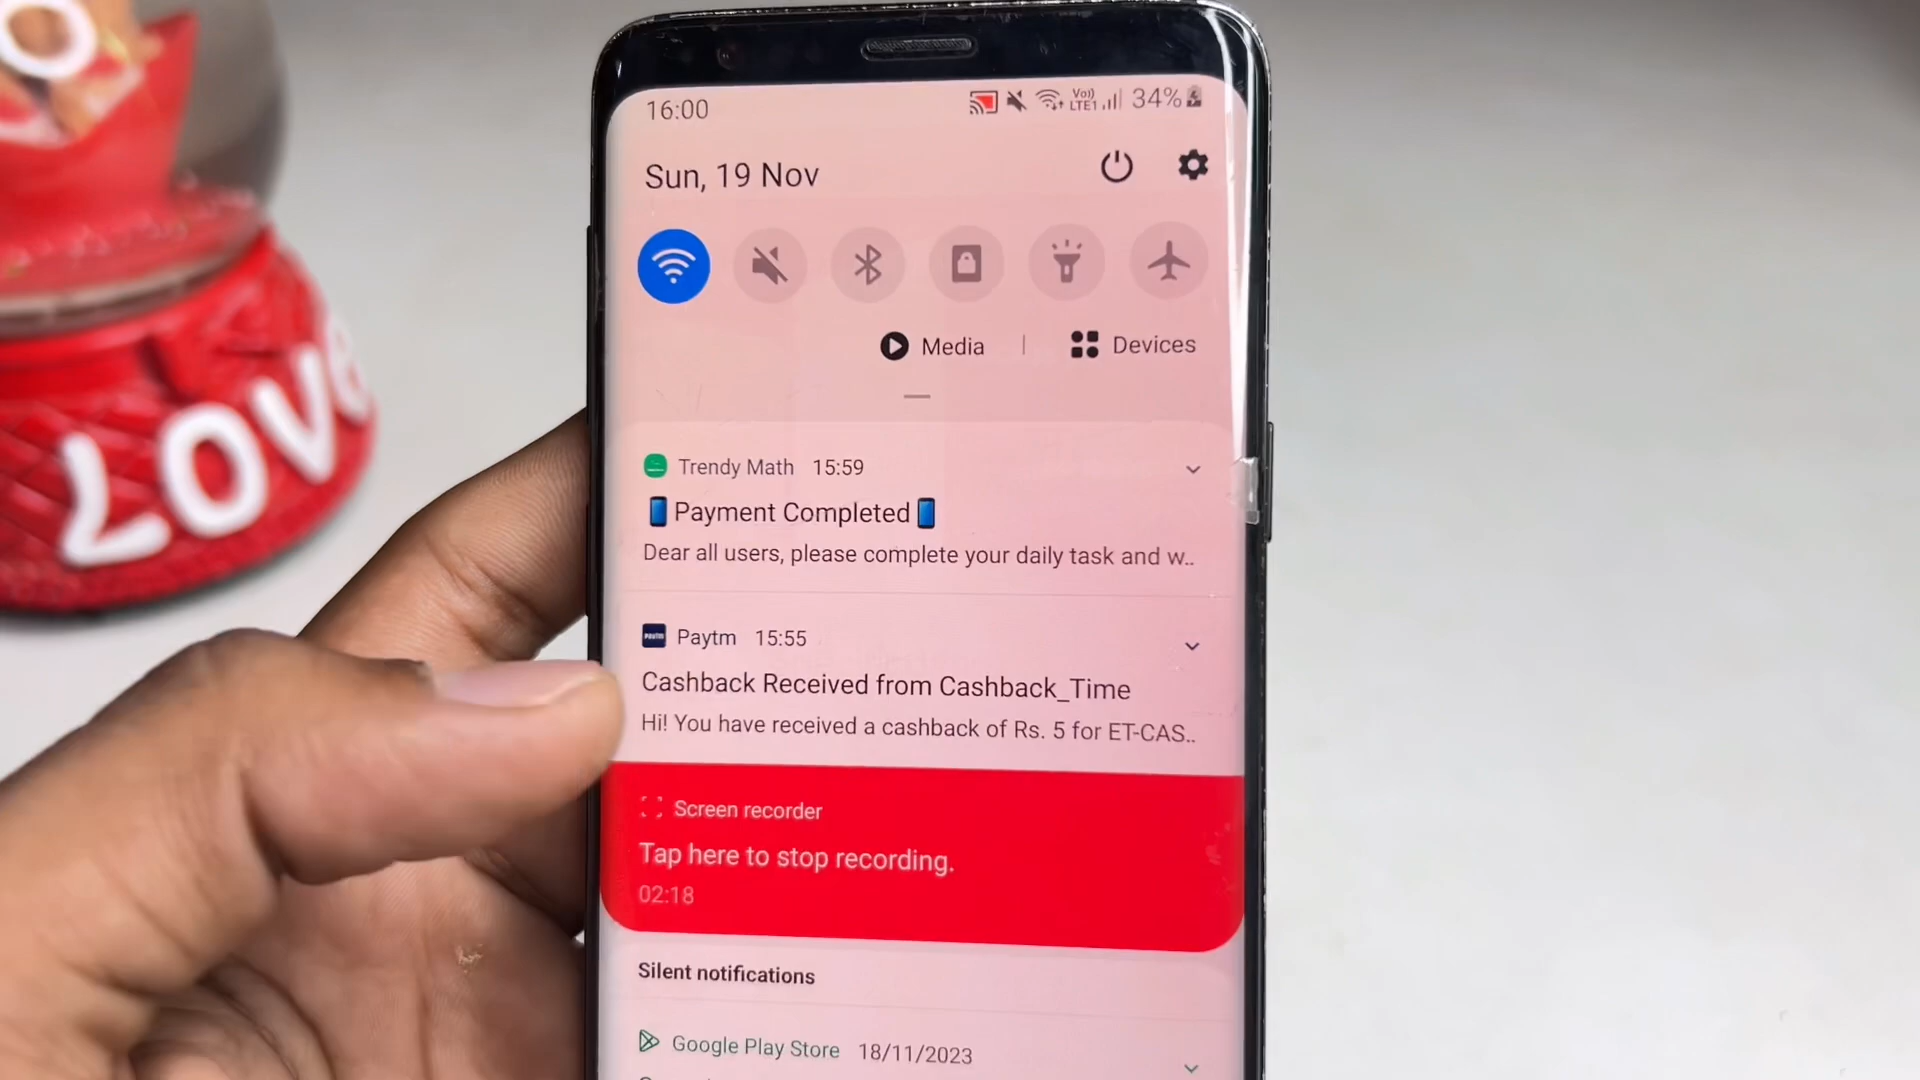 LOVE
16:00
Vo))
LTE1
34%
Sun, 19 Nov
Media | Devices
Trendy Math 15:59
Payment Completed
Dear all users, please complete your daily task and w..
Paytm 15:55
Cashback Received from Cashback_Time
Hi! You have received a cashback of Rs. 5 for ET-CAS..
Screen recorder
Tap here to stop recording.
02:18
Silent notifications
Google Play Store 18/11/2023